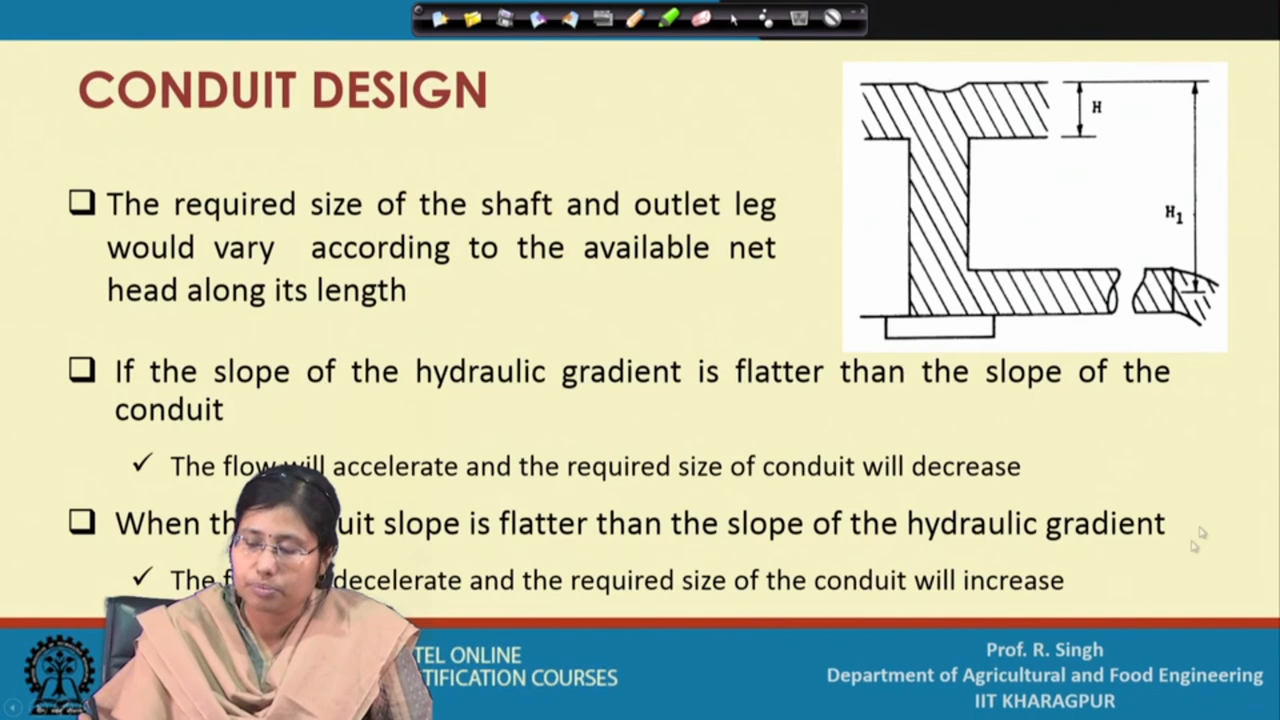 CONDUIT DESIGN
H
H1
The required size of the shaft and outlet leg
would vary according to the available net
head along its length
If the slope of the hydraulic gradient is flatter than the slope of the
conduit
The flow will accelerate and the required size of conduit will decrease
When slope is flatter than the slope of the hydraulic gradient
The decelerate and the required size of the conduit will increase
ONLINE
COURSES
Prof. R. Singh
Department of Agricultural and Food Engineering
IIT KHARAGPUR